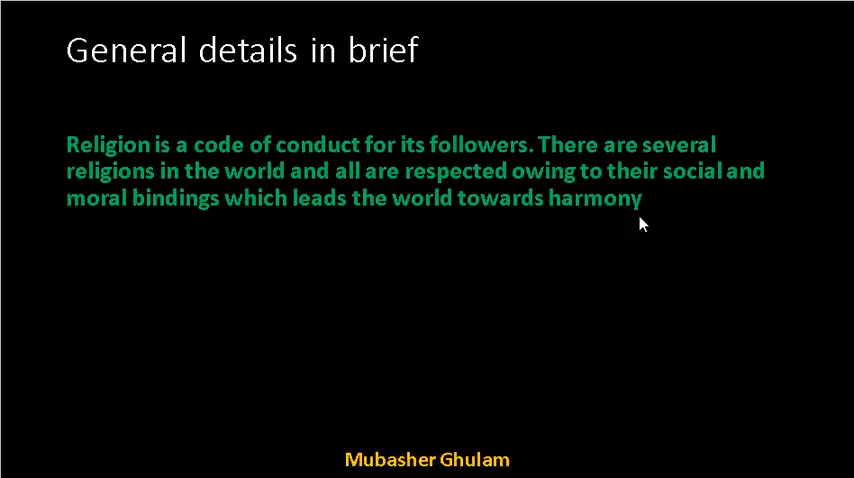 General details in brief
Religion is a code of conduct for its followers. There are several
religions in the world and all are respected owing to their social and
moral bindings which leads the world towards harmony
Mubasher Ghulam